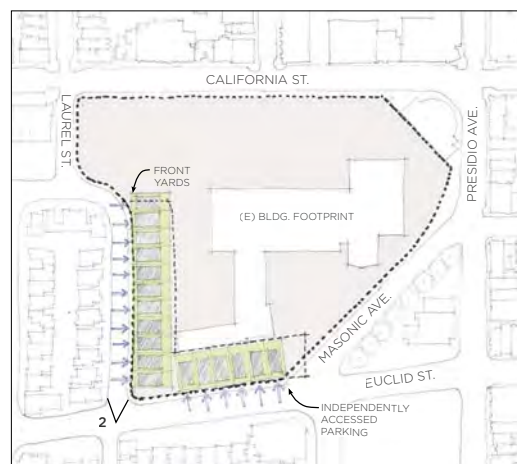 CALIFORNIA ST.
LAUREL ST.
PRESIDIO AVE.
FRONT
YARDS
(E) BLDG. FOOTPRINT
MASONIC AVE.
EUCLID ST.
INDEPENDENTLY
ACCESSED
PARKING
2